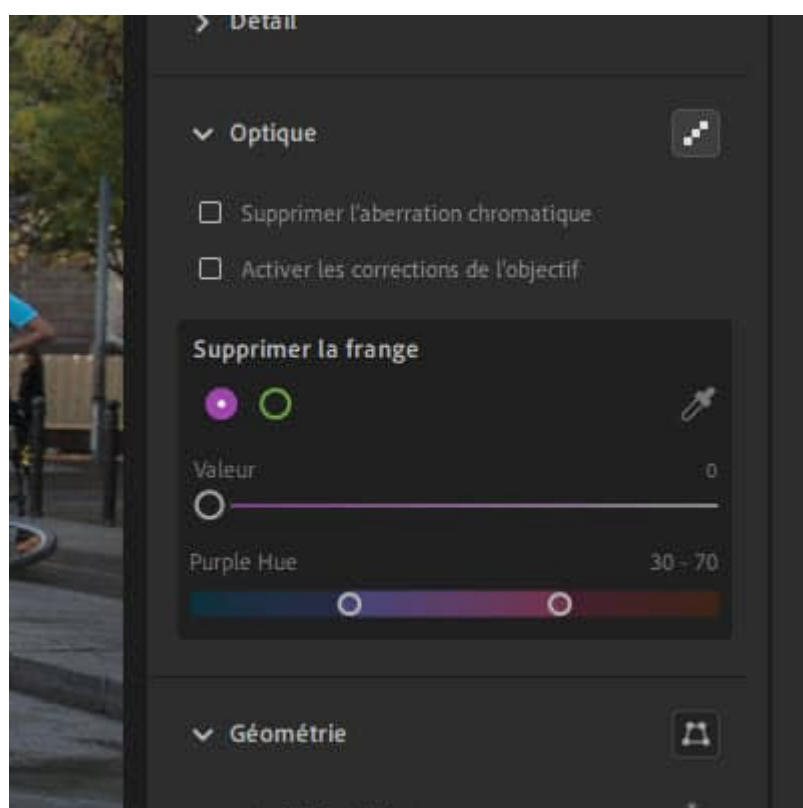 Détail
Optique
Supprimer l'aberration chromatique
Activer les corrections de l'objectif
Supprimer la frange
Valeur 0
Purple Hue 30 - 70
Géométrie